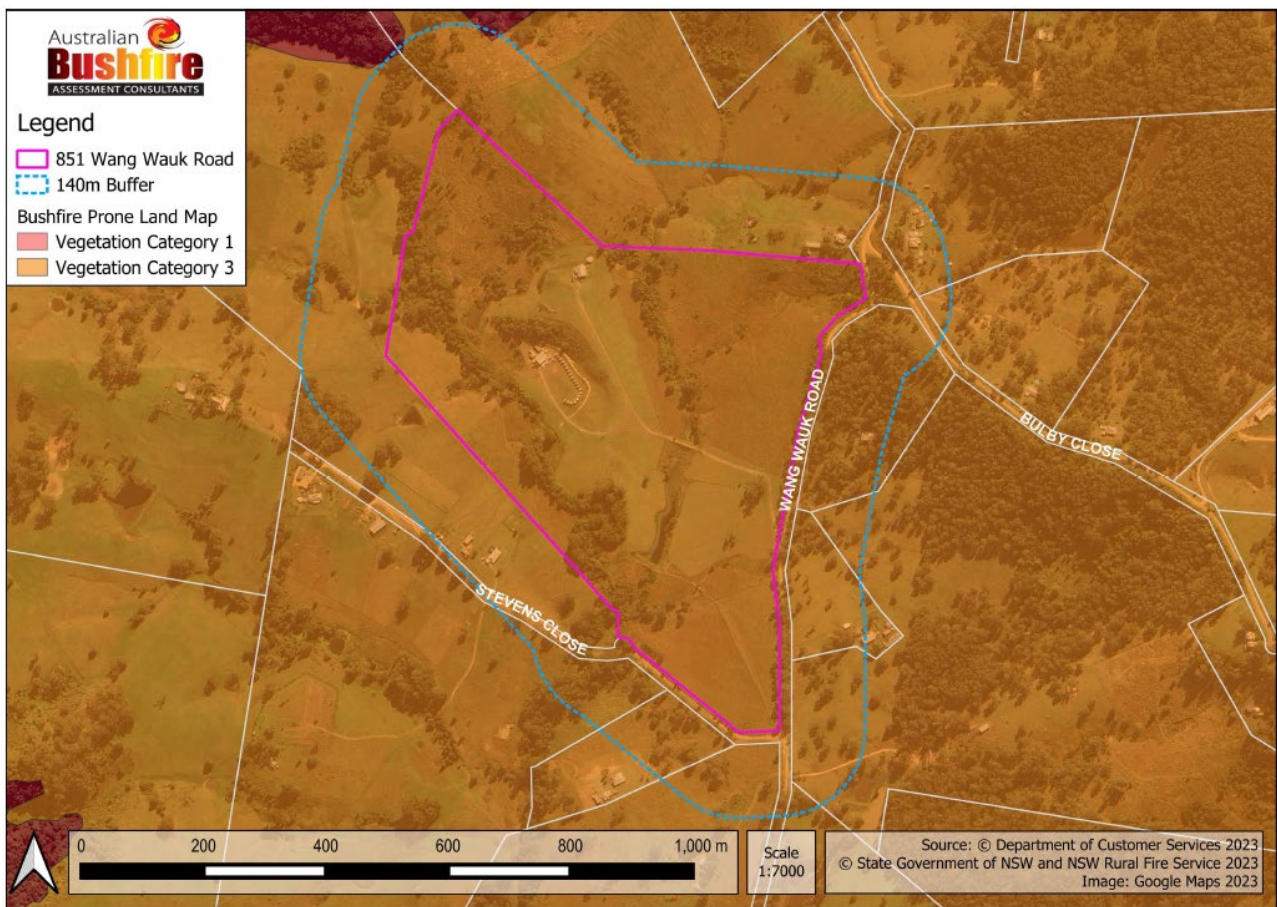 Australian
Bushfire
ASSESSMENT CONSULTANTS
Legend
851 Wang Wauk Road
140m Buffer
Bushfire Prone Land Map
Vegetation Category 1
Vegetation Category 3
WANG WAUK ROAD
BULBY CLOSE
STEVENS CLOSE
0 200 400 600 800 1,000 m
Scale
1:7000
Source: © Department of Customer Services 2023
© State Government of NSW and NSW Rural Fire Service 2023
Image: Google Maps 2023